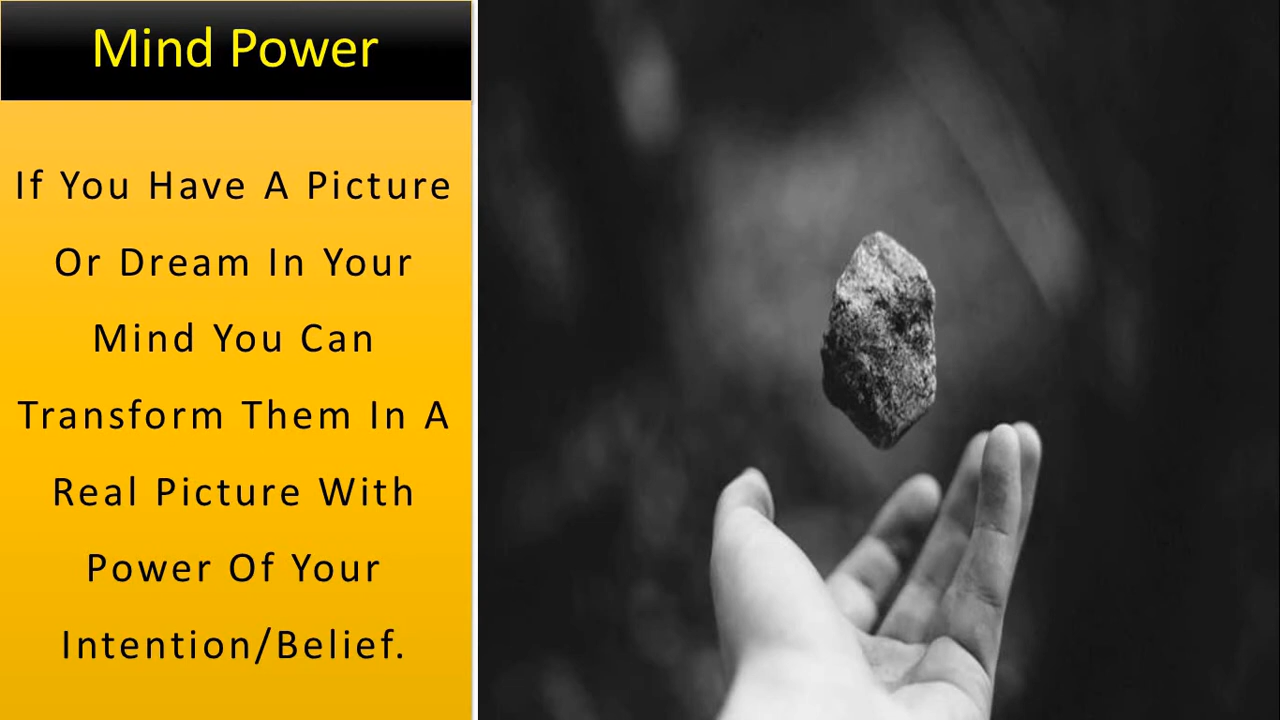 Mind Power
If You Have A Picture
Or Dream In Your
Mind You Can
Transform Them In A
Real Picture With
Power Of Your
Intention/Belief.